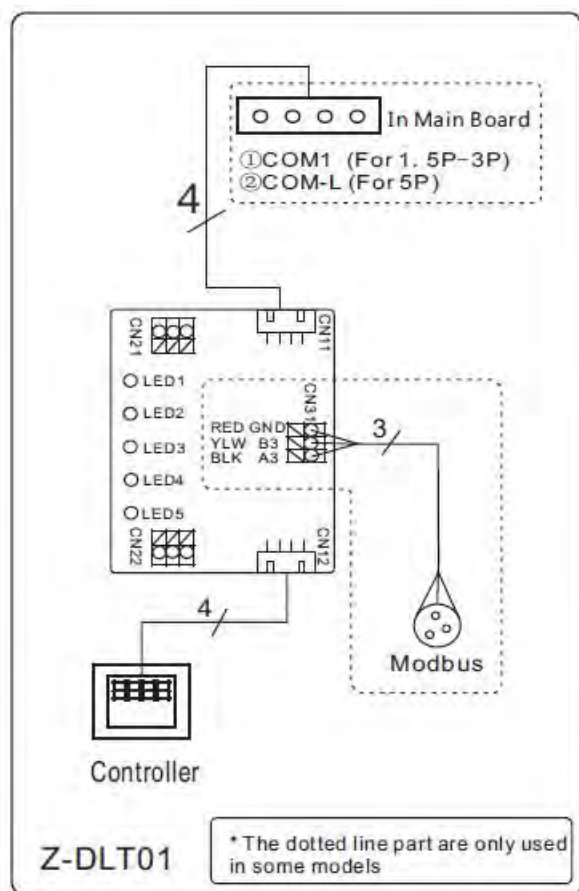 In Main Board
①COM1 (For 1. 5P-3P)
②COM-L (For 5P)
4
CN21
CN11
LED1
LED2
LED3
LED4
LED5
CN31
RED GND
YLW B3
BLK A3
3
CN22
CN12
4
Modbus
Controller
Z-DLT01
* The dotted line part are only used
in some models